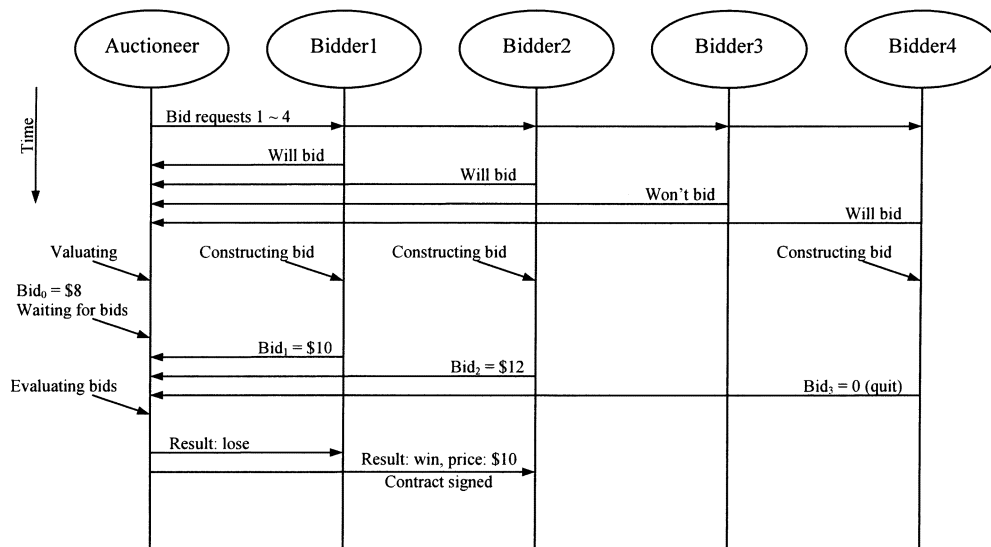 Auctioneer
Bidder1
Bidder2
Bidder3
Bidder4
Time
Bid requests 1 ~ 4
Will bid
Will bid
Won't bid
Will bid
Valuating
Constructing bid
Constructing bid
Constructing bid
Bid₀ = $8
Waiting for bids
Bid₁ = $10
Bid₂ = $12
Evaluating bids
Bid₃ = 0 (quit)
Result: lose
Result: win, price: $10
Contract signed